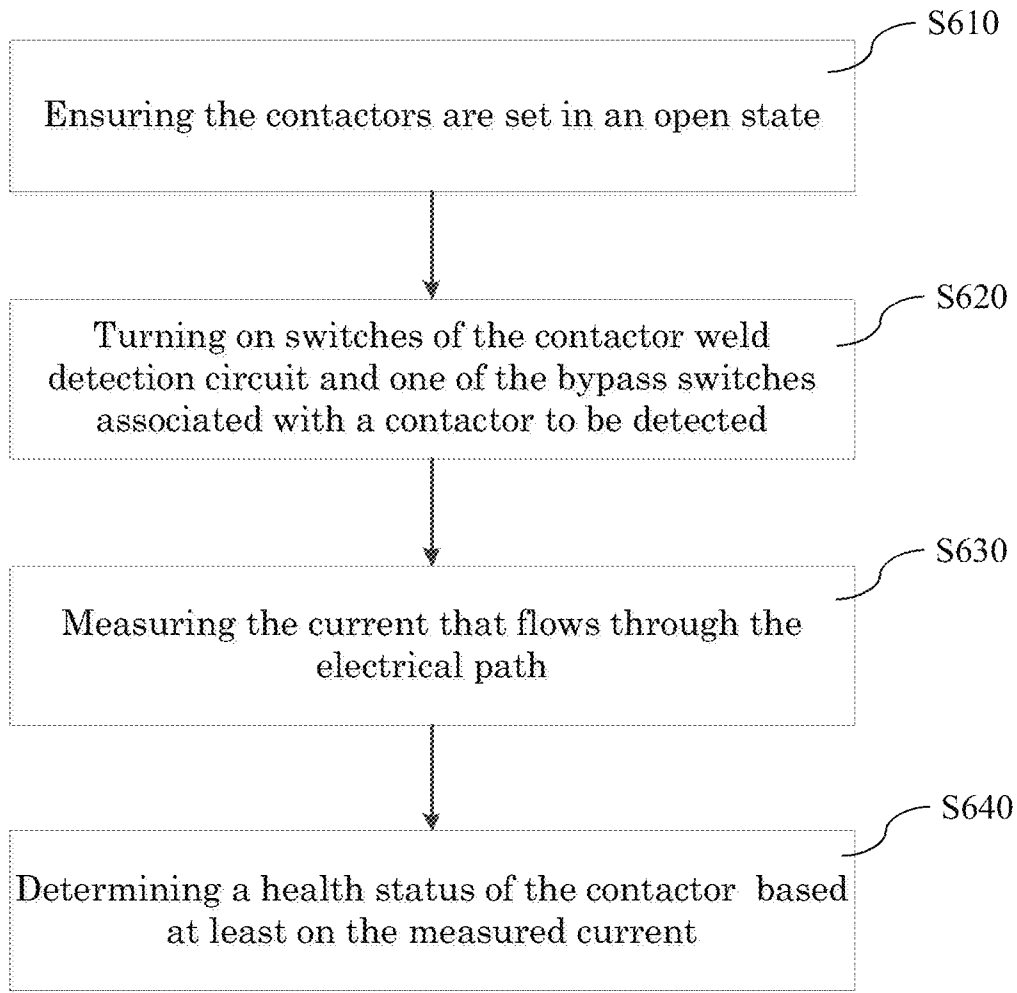 S610
Ensuring the contactors are set in an open state
S620
Turning on switches of the contactor weld
detection circuit and one of the bypass switches
associated with a contactor to be detected
S630
Measuring the current that flows through the
electrical path
S640
Determining a health status of the contactor based
at least on the measured current